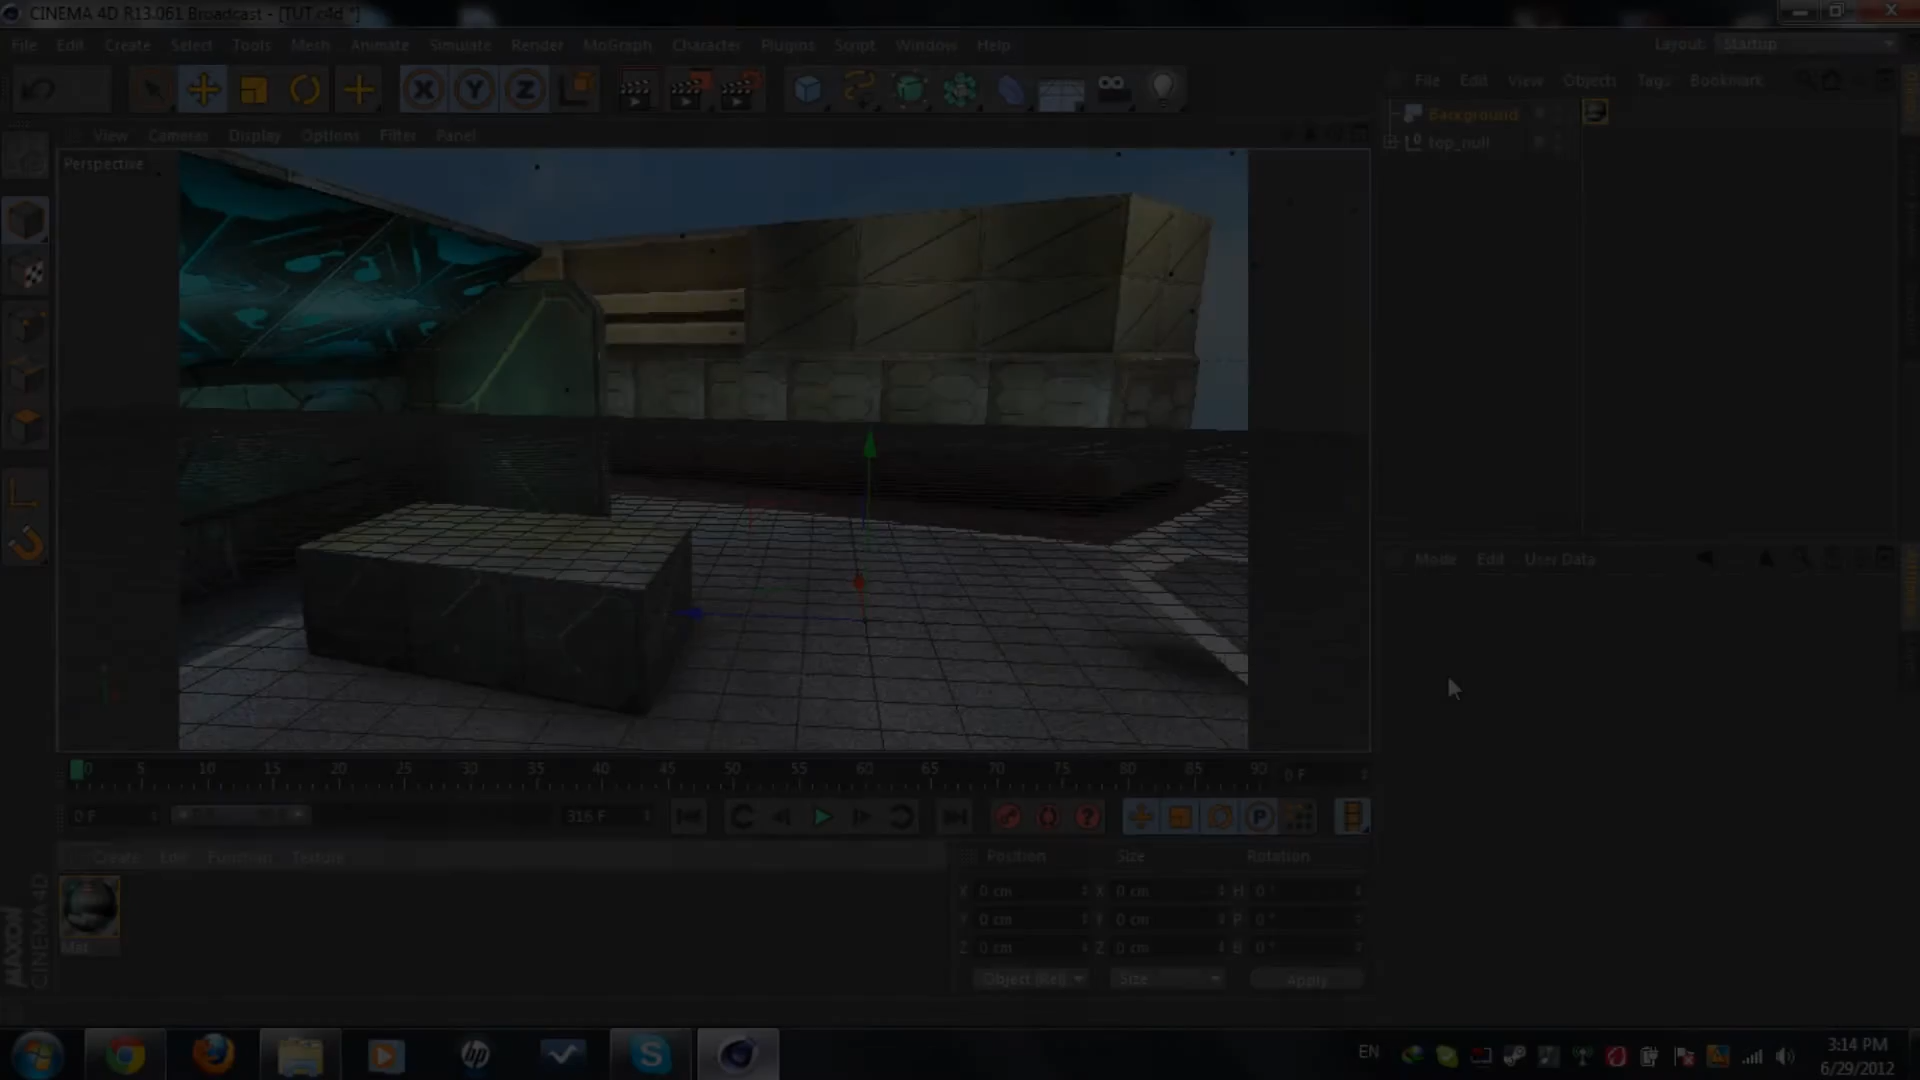 CINEMA 4D R13.061 Broadcast - [TUT.c4d *]
File Edit Create Select Tools Mesh Animate Simulate Render MoGraph Character Plugins Script Window Help
Layout: Startup
File Edit View Objects Tags Bookmark
X Y Z
Background
top_null
View Cameras Display Options Filter Panel
Perspective
Mode Edit User Data
0 5 10 15 20 25 30 35 40 45 50 55 60 65 70 75 80 85 90 0 F
0 F 316 F P
Create Edit Function Texture
Position Size Rotation
X 0 cm X 0 cm H 0 °
Y 0 cm Y 0 cm P 0 °
Z 0 cm Z 0 cm B 0 °
Object (Rel) Size Apply
Mat
MAXON
CINEMA 4D
EN
3:14 PM
6/29/2012